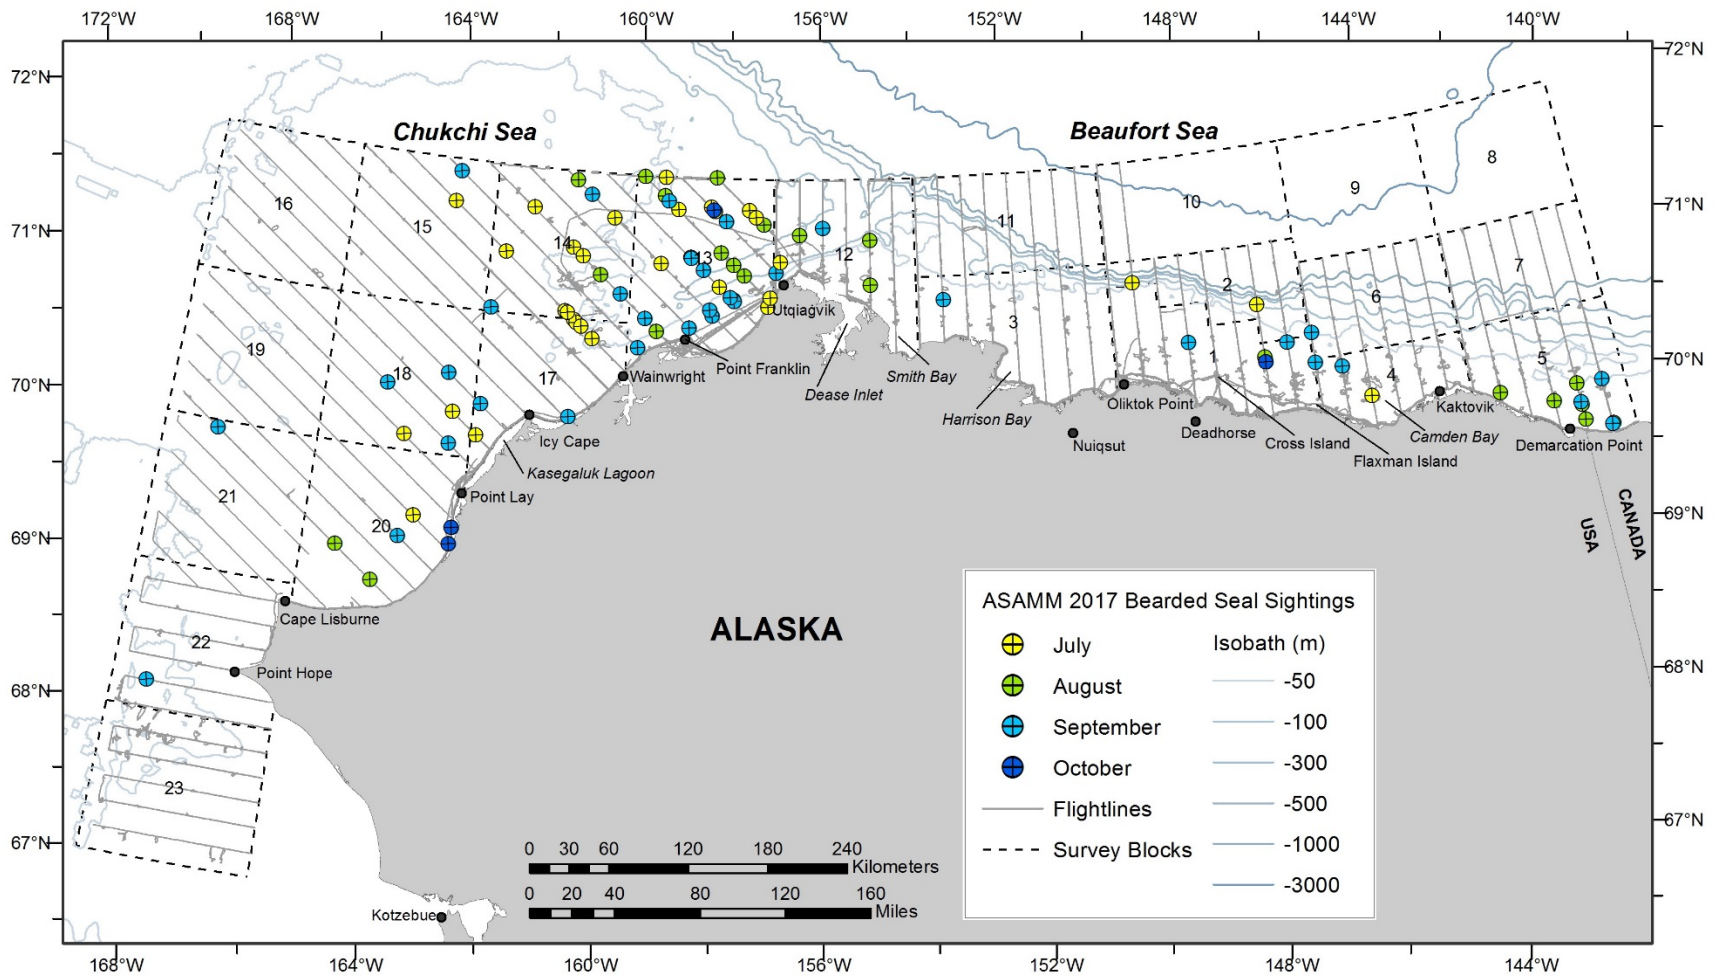 172°W 168°W 164°W 160°W 156°W 152°W 148°W 144°W 140°W
72°N 72°N
Chukchi Sea Beaufort Sea
8
9
16 10
15 11
71°N 71°N
14 13 12
7
2 6
Utqiaġvik
3
19 Point Franklin 1 5
70°N 70°N
18 17 Wainwright Dease Inlet Smith Bay 4
Harrison Bay Oliktok Point Kaktovik
Icy Cape Nuiqsut Deadhorse Cross Island Camden Bay Demarcation Point
Kasegaluk Lagoon Flaxman Island
21 Point Lay
20 USA CANADA
69°N 69°N
Cape Lisburne
22
Point Hope
68°N 68°N
23
67°N 67°N
Kotzebue
ALASKA
0 30 60 120 180 240
Kilometers
0 20 40 80 120 160
Miles
ASAMM 2017 Bearded Seal Sightings
July
August
September
October
Flightlines
Survey Blocks
Isobath (m)
-50
-100
-300
-500
-1000
-3000
168°W 164°W 160°W 156°W 152°W 148°W 144°W 140°W